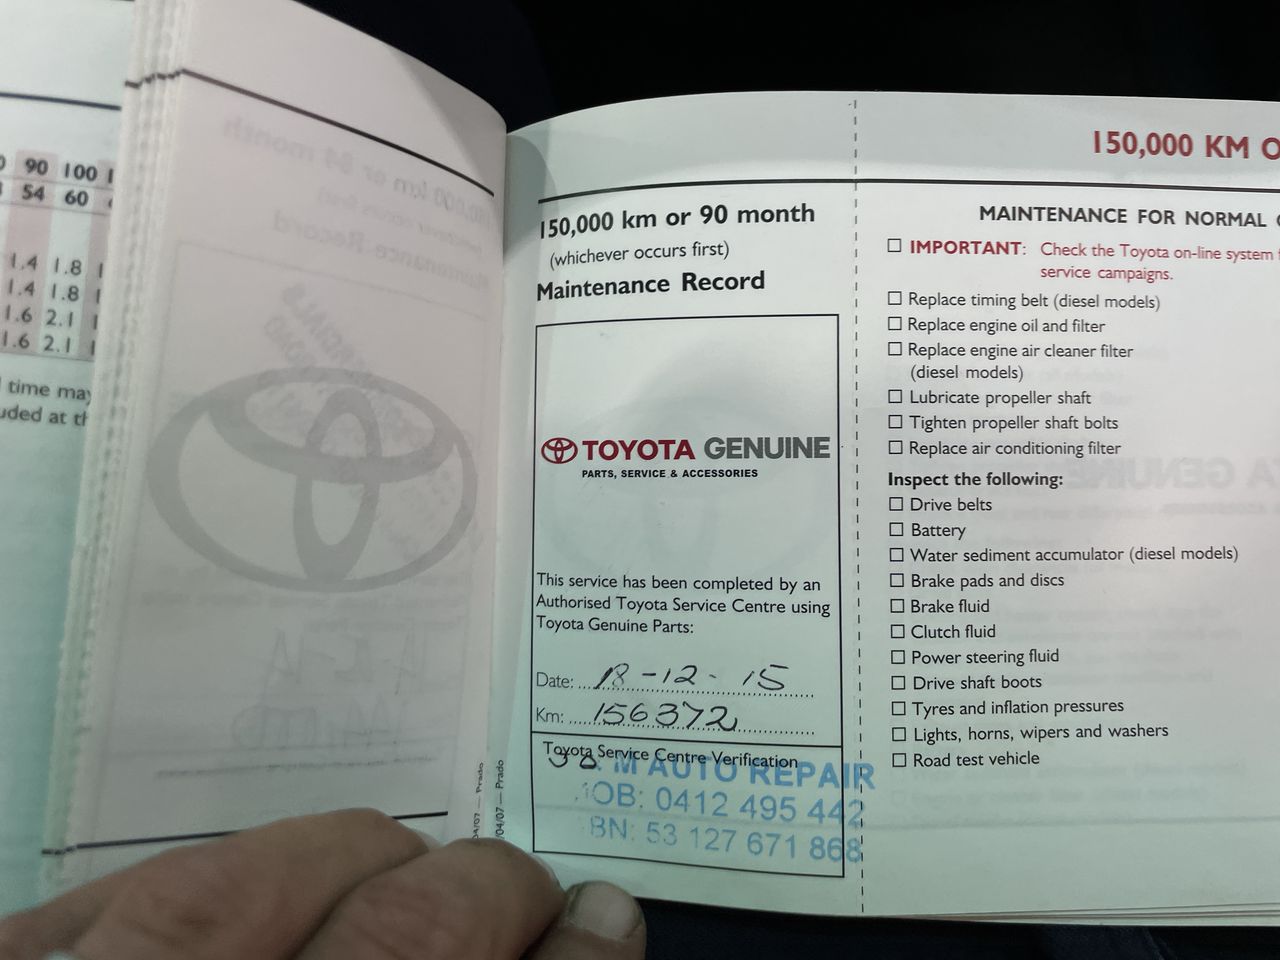 90 100
54 60
1.4 1.8
1.4 1.8
1.6 2.1
1.6 2.1
time may
uded at th
150,000 km or 90 month
(whichever occurs first)
Maintenance Record
TOYOTA GENUINE
PARTS, SERVICE & ACCESSORIES
This service has been completed by an
Authorised Toyota Service Centre using
Toyota Genuine Parts:
Date: 18-12-15
Km: 156372
Toyota Service Centre Verification
M AUTO REPAIR
OB: 0412 495 442
BN: 53 127 671 868
04/07 — Prado
/04/07 — Prado
150,000 KM O
MAINTENANCE FOR NORMAL
☐ IMPORTANT: Check the Toyota on-line system
service campaigns.
☐ Replace timing belt (diesel models)
☐ Replace engine oil and filter
☐ Replace engine air cleaner filter
(diesel models)
☐ Lubricate propeller shaft
☐ Tighten propeller shaft bolts
☐ Replace air conditioning filter
Inspect the following:
☐ Drive belts
☐ Battery
☐ Water sediment accumulator (diesel models)
☐ Brake pads and discs
☐ Brake fluid
☐ Clutch fluid
☐ Power steering fluid
☐ Drive shaft boots
☐ Tyres and inflation pressures
☐ Lights, horns, wipers and washers
☐ Road test vehicle